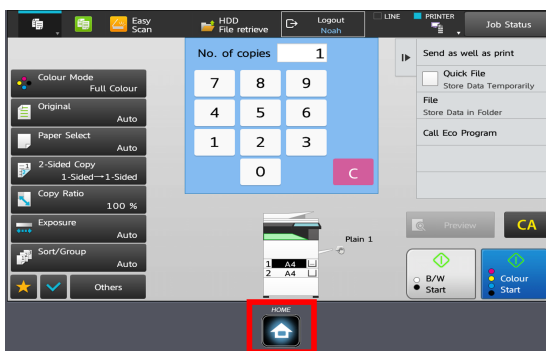 Easy
Scan
HDD
File retrieve
Logout
Noah
LINE
PRINTER
Job Status
No. of copies 1
7 8 9
4 5 6
1 2 3
0 C
Colour Mode
Full Colour
Original
Auto
Paper Select
Auto
2-Sided Copy
1-Sided→1-Sided
Copy Ratio
100 %
Exposure
Auto
Sort/Group
Auto
Others
Plain 1
1 A4
2 A4
Send as well as print
Quick File
Store Data Temporarily
File
Store Data in Folder
Call Eco Program
Preview
CA
B/W
Start
Colour
Start
HOME